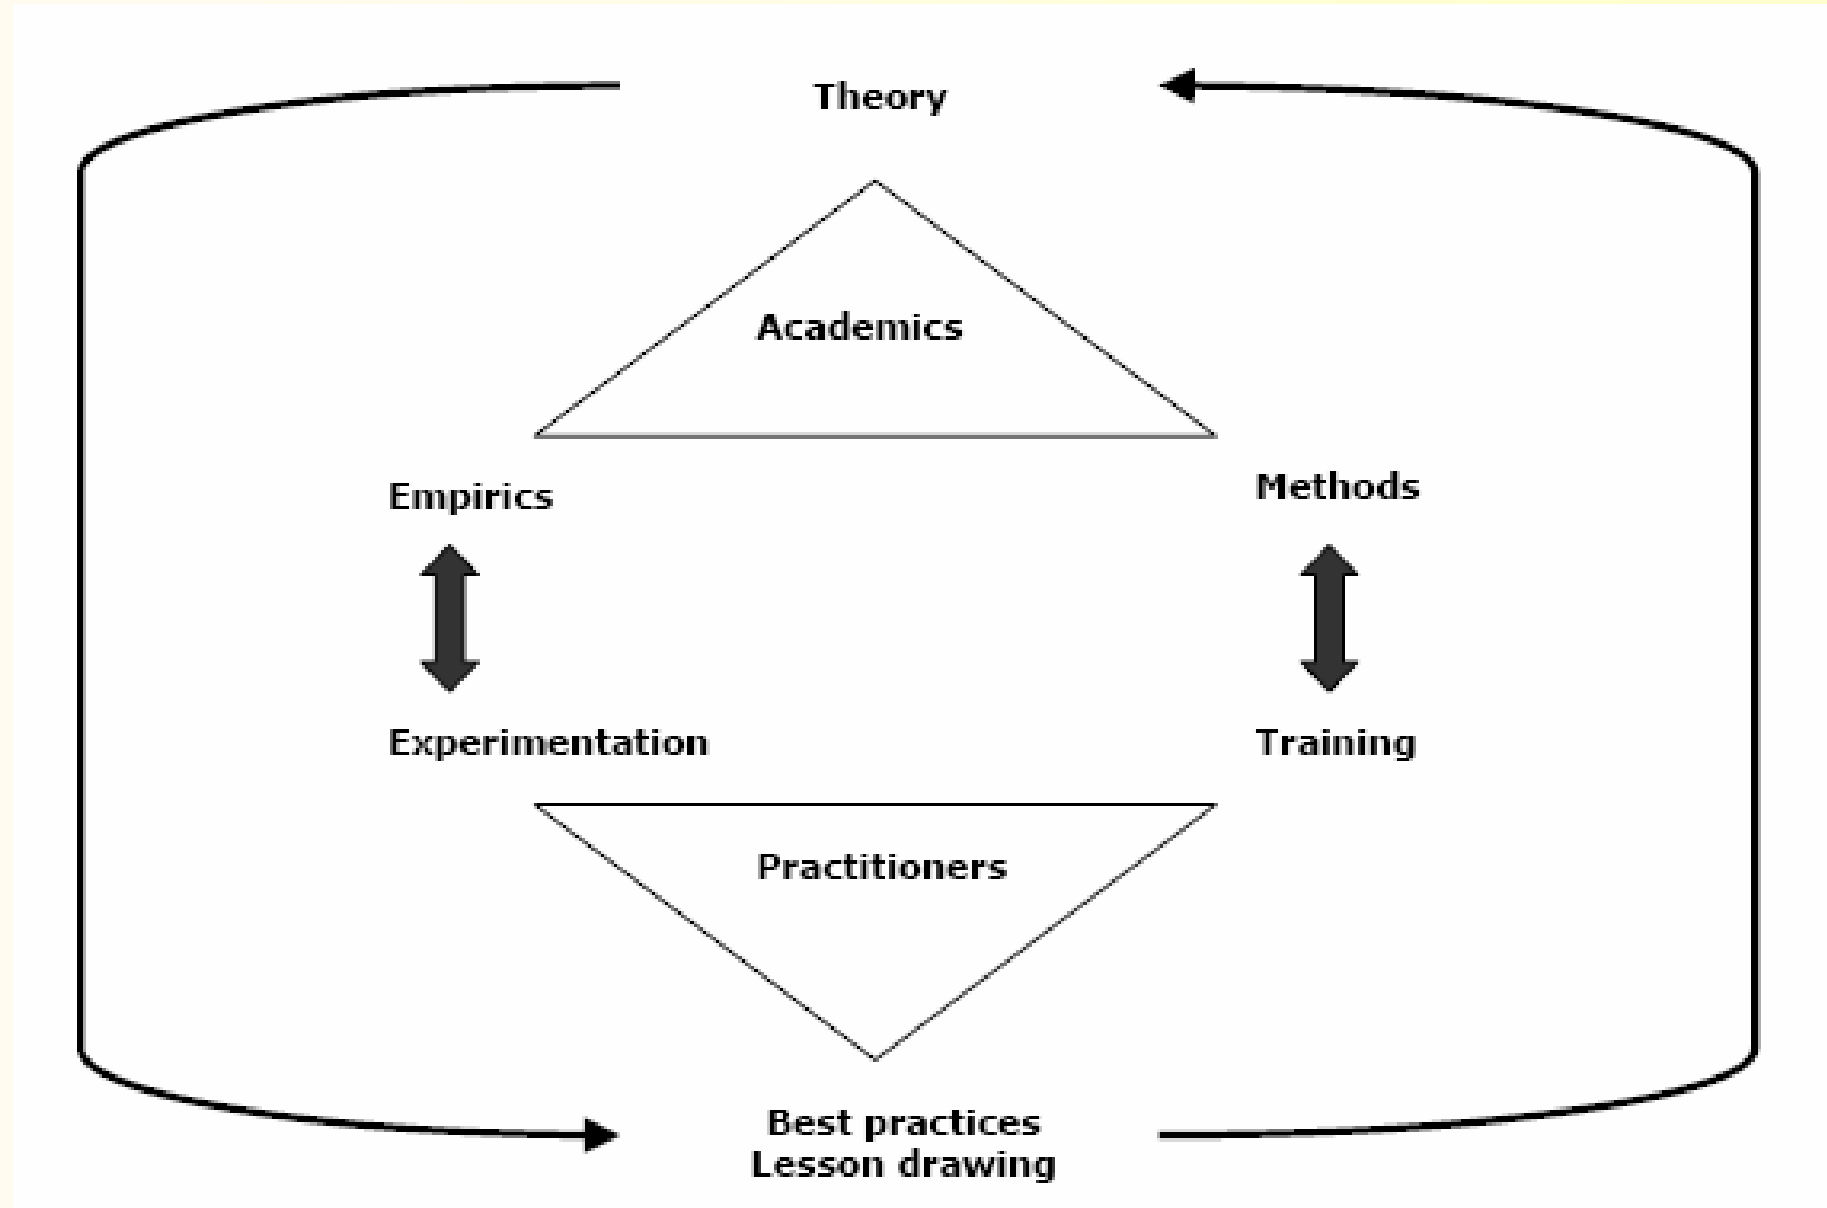 Theory
Academics
Empirics
Methods
Experimentation
Training
Practitioners
Best practices
Lesson drawing